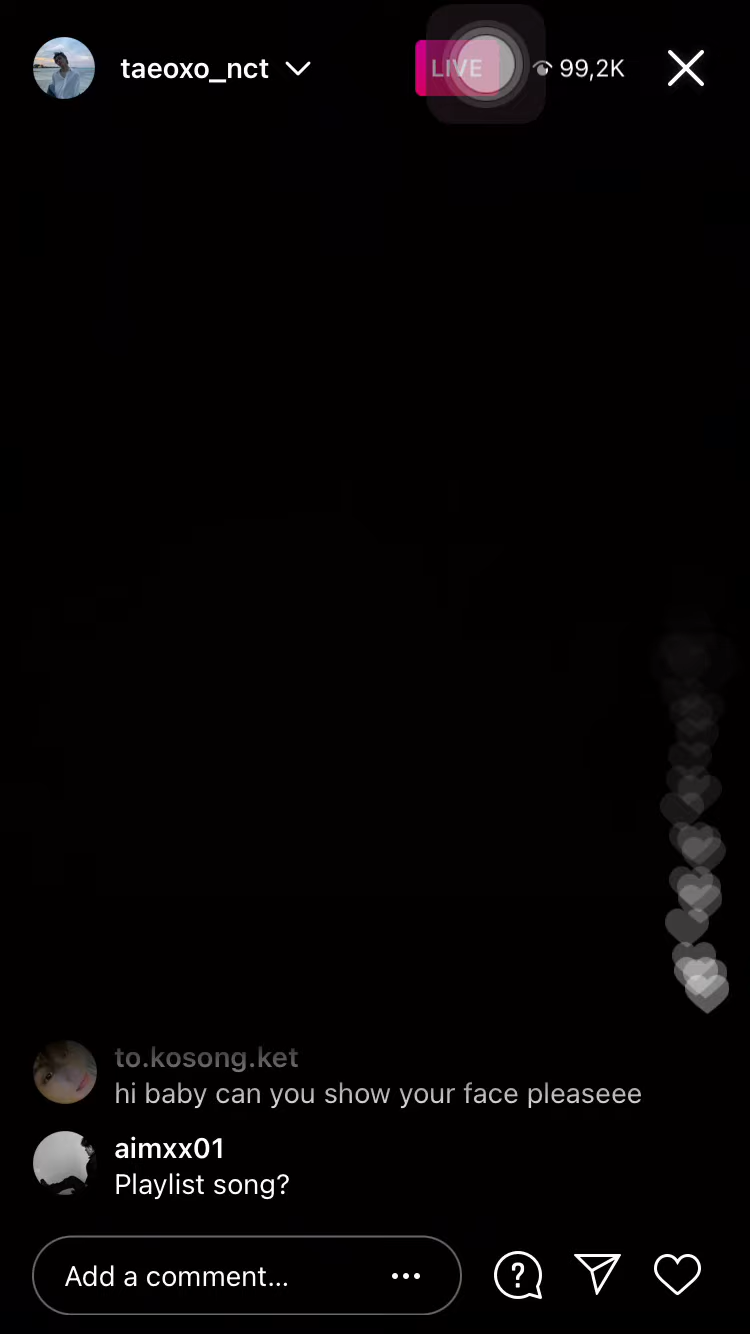 taeoxo_nct
LIVE
99,2K
to.kosong.ket
hi baby can you show your face pleaseee
aimxx01
Playlist song?
Add a comment...